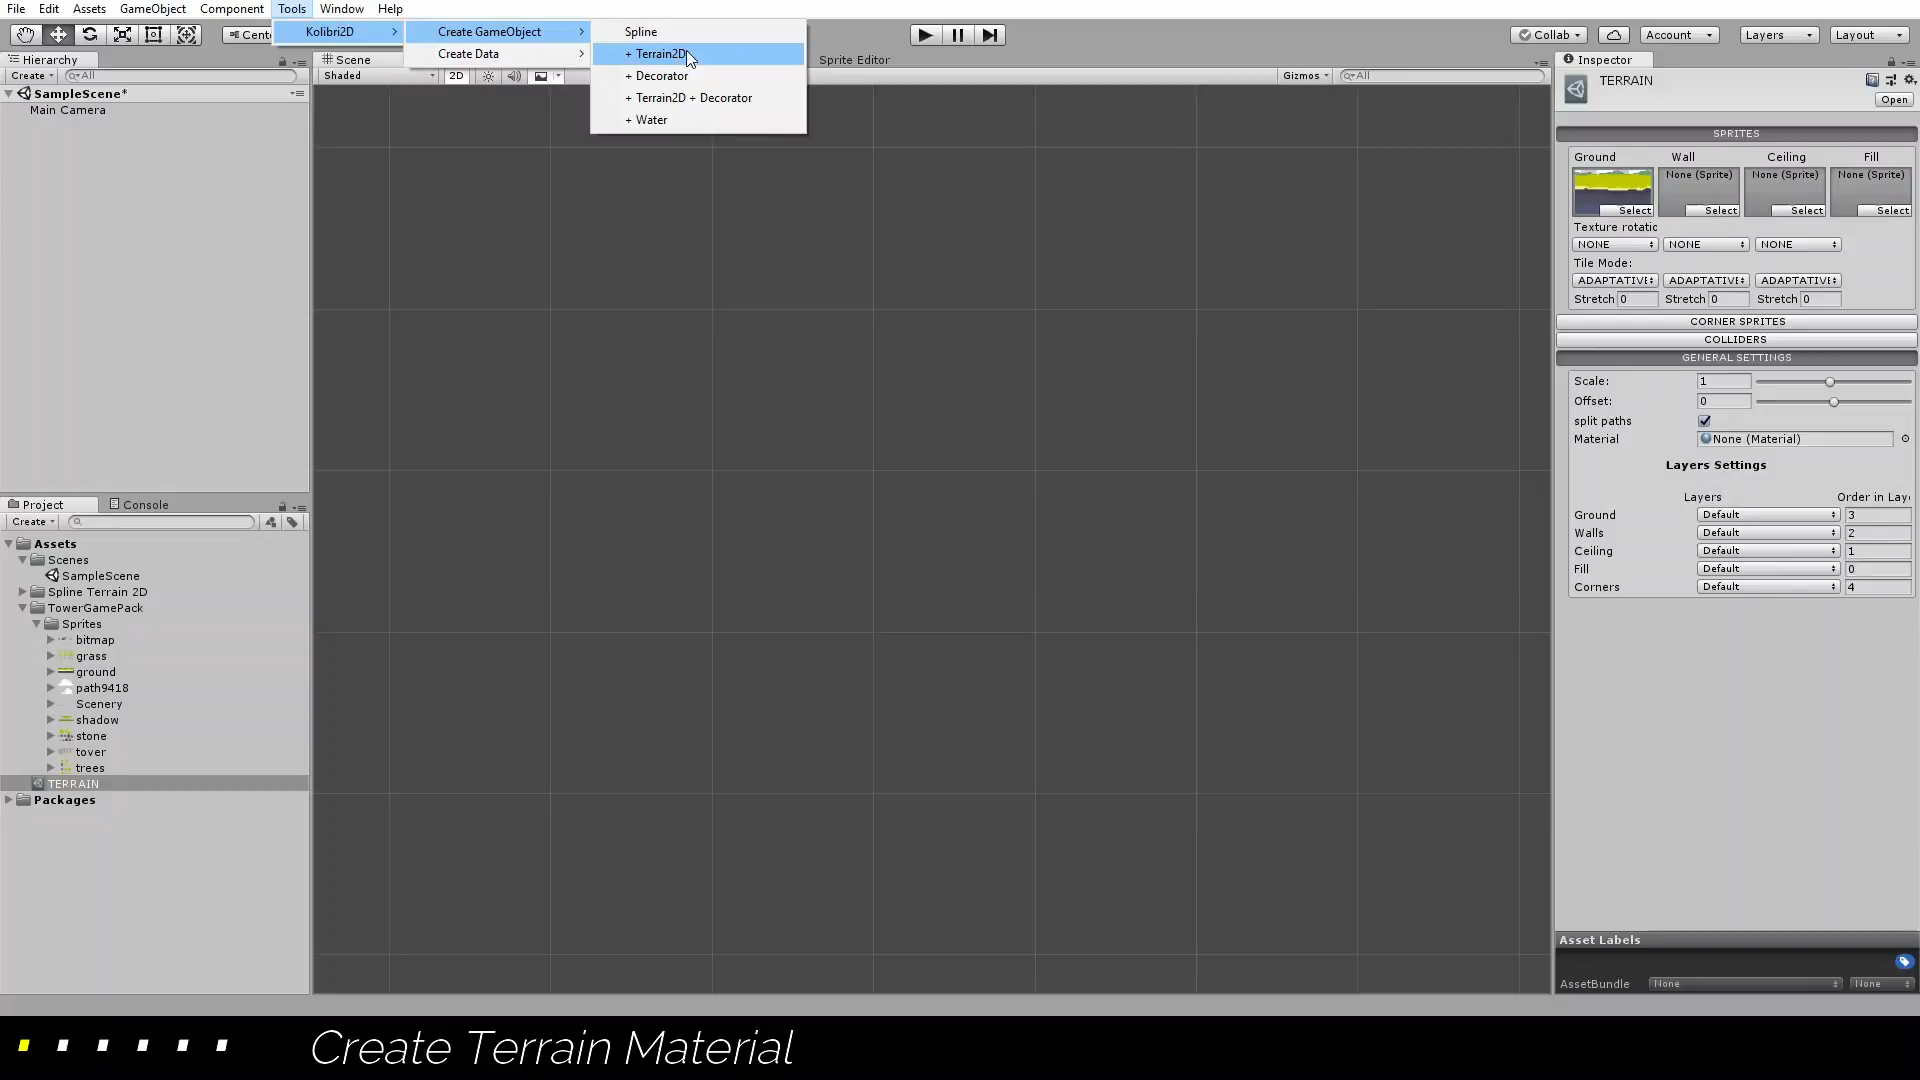 File Edit Assets GameObject Component Tools Window Help
Kolibri2D
Create GameObject
Create Data
Spline
+ Terrain2D
+ Decorator
+ Terrain2D + Decorator
+ Water
Collab Account Layers Layout
Hierarchy
Create All
SampleScene*
Main Camera
Scene Sprite Editor
Shaded 2D Gizmos All
Project Console
Create
Assets
Scenes
SampleScene
Spline Terrain 2D
TowerGamePack
Sprites
bitmap
grass
ground
path9418
Scenery
shadow
stone
tover
trees
TERRAIN
Packages
Inspector
TERRAIN
Open
SPRITES
Ground Wall Ceiling Fill
None (Sprite) None (Sprite) None (Sprite)
Select Select Select Select
Texture rotatic
NONE NONE NONE
Tile Mode:
ADAPTATIVE ADAPTATIVE ADAPTATIVE
Stretch 0 Stretch 0 Stretch 0
CORNER SPRITES
COLLIDERS
GENERAL SETTINGS
Scale: 1
Offset: 0
split paths
Material None (Material)
Layers Settings
Layers Order in Lay
Ground Default 3
Walls Default 2
Ceiling Default 1
Fill Default 0
Corners Default 4
Asset Labels
AssetBundle None None
Create Terrain Material